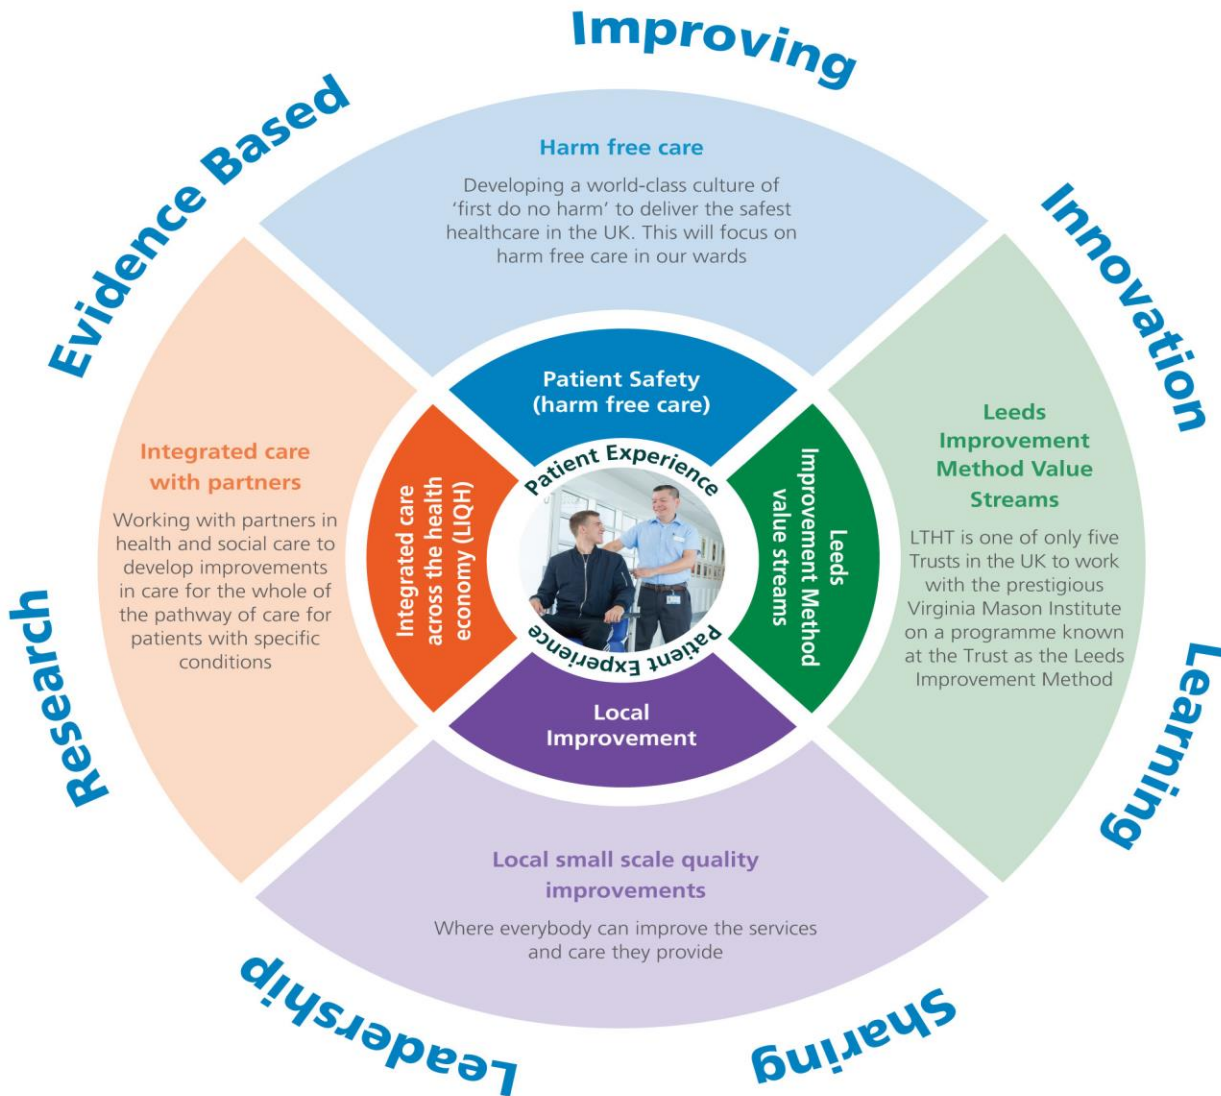 Improving
Evidence Based
Innovation
Harm free care
Developing a world-class culture of
‘first do no harm’ to deliver the safest
healthcare in the UK. This will focus on
harm free care in our wards
Patient Safety
(harm free care)
Integrated care
with partners
Working with partners in
health and social care to
develop improvements
in care for the whole of
the pathway of care for
patients with specific
conditions
Integrated care
across the health
economy (LIQH)
Patient Experience
Patient Experience
Leeds
Improvement Method
value streams
Leeds
Improvement
Method Value
Streams
LTHT is one of only five
Trusts in the UK to work
with the prestigious
Virginia Mason Institute
on a programme known
at the Trust as the Leeds
Improvement Method
Local
Improvement
Research
Learning
Local small scale quality
improvements
Where everybody can improve the services
and care they provide
Leadership
Sharing